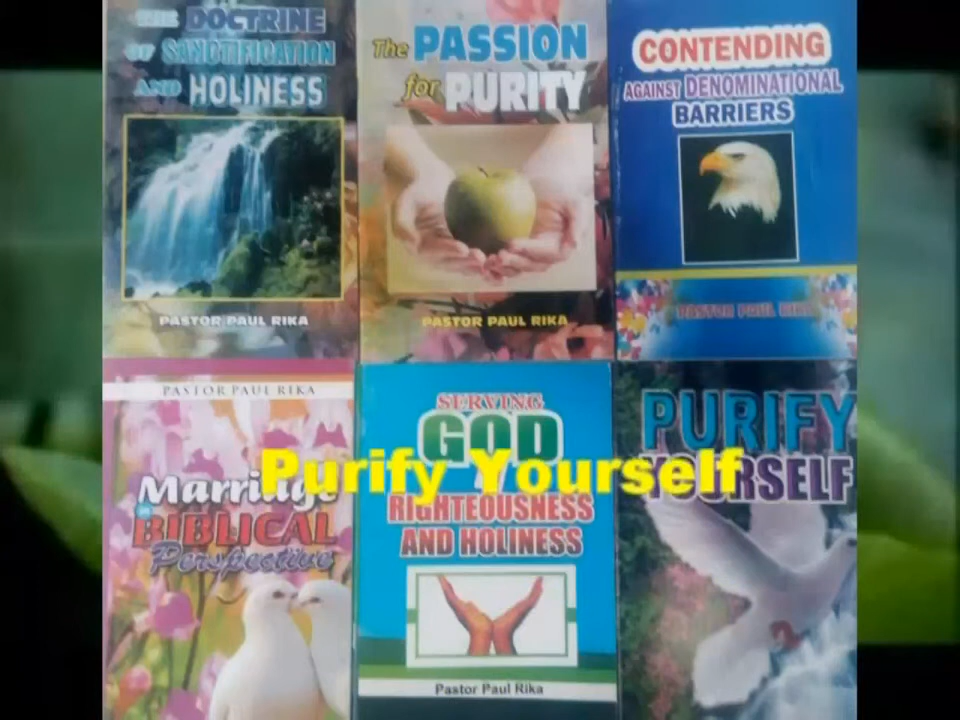 THE DOCTRINE
OF SANCTIFICATION
AND HOLINESS
PASTOR PAUL RIKA
The PASSION
for PURITY
PASTOR PAUL RIKA
CONTENDING
AGAINST DENOMINATIONAL
BARRIERS
PASTOR PAUL RIKA
PASTOR PAUL RIKA
Marriage
in
BIBLICAL
Perspective
SERVING
GOD
RIGHTEOUSNESS
AND HOLINESS
Pastor Paul Rika
PURIFY
YOURSELF
Purify Yourself